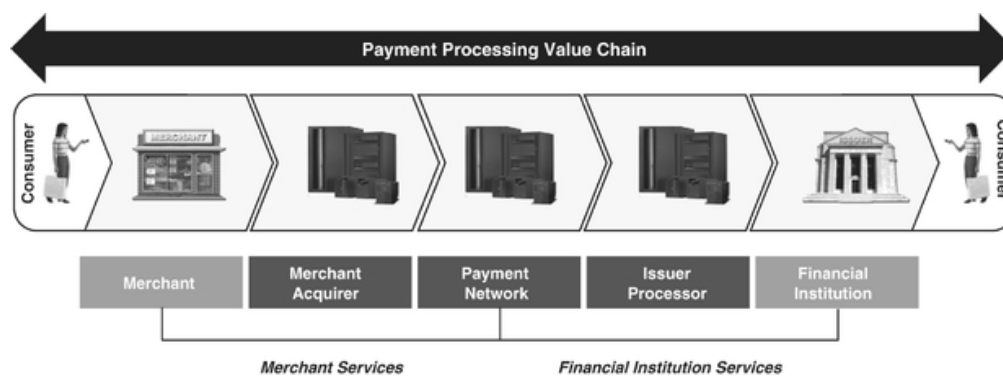 Payment Processing Value Chain
Consumer
MERCHANT
ISSUER
Consumer
Merchant
Merchant
Acquirer
Payment
Network
Issuer
Processor
Financial
Institution
Merchant Services
Financial Institution Services